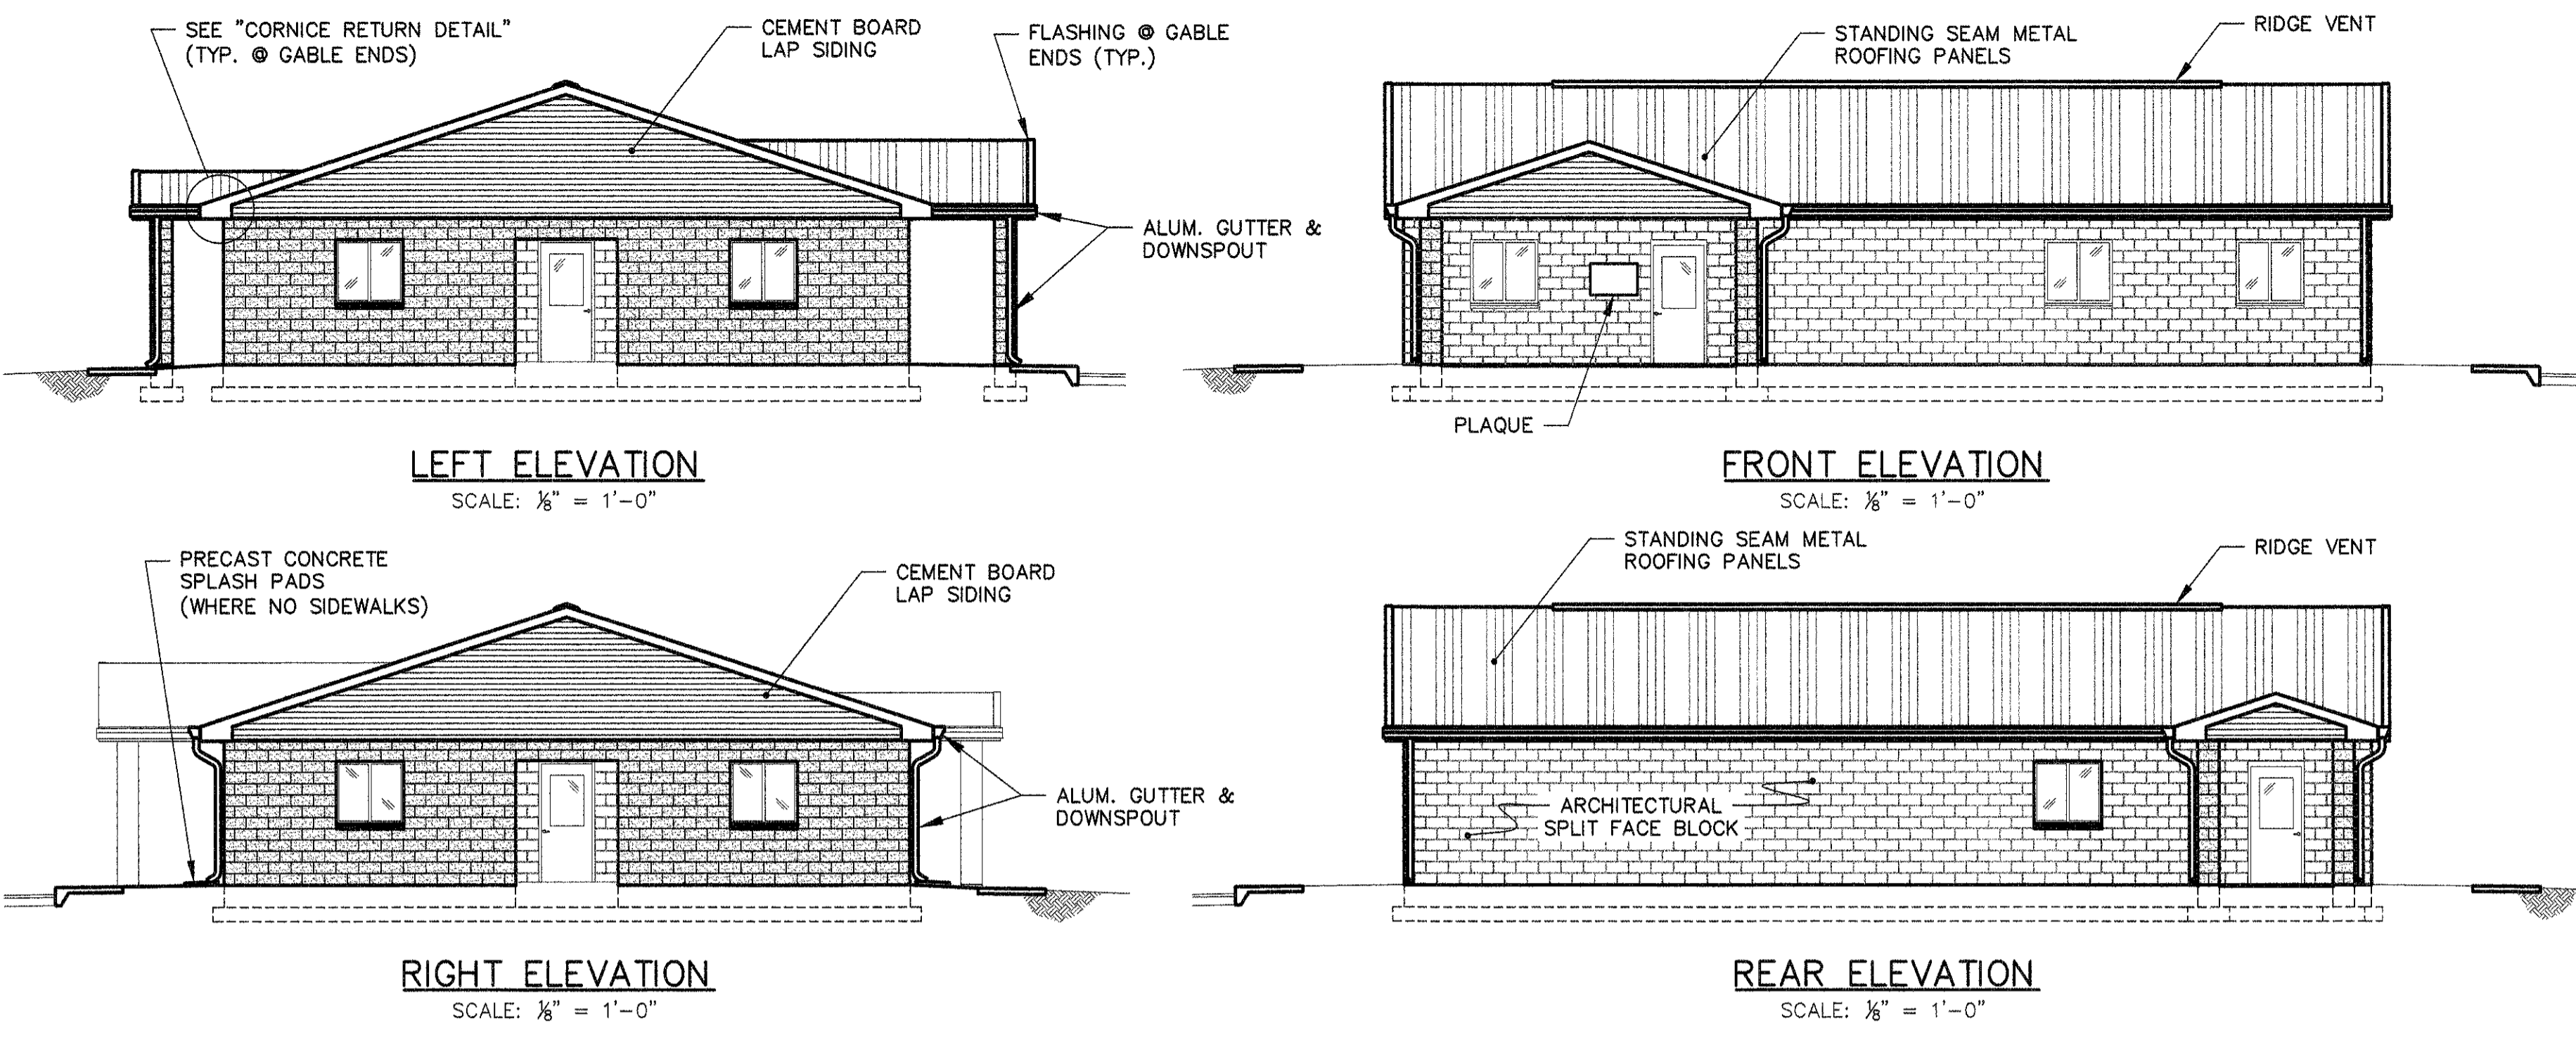 SEE "CORNICE RETURN DETAIL"
(TYP. @ GABLE ENDS)
CEMENT BOARD
LAP SIDING
FLASHING @ GABLE
ENDS (TYP.)
ALUM. GUTTER &
DOWNSPOUT
LEFT ELEVATION
SCALE: ⅛" = 1'-0"
STANDING SEAM METAL
ROOFING PANELS
RIDGE VENT
PLAQUE
FRONT ELEVATION
SCALE: ⅛" = 1'-0"
PRECAST CONCRETE
SPLASH PADS
(WHERE NO SIDEWALKS)
CEMENT BOARD
LAP SIDING
ALUM. GUTTER &
DOWNSPOUT
RIGHT ELEVATION
SCALE: ⅛" = 1'-0"
STANDING SEAM METAL
ROOFING PANELS
RIDGE VENT
ARCHITECTURAL
SPLIT FACE BLOCK
REAR ELEVATION
SCALE: ⅛" = 1'-0"